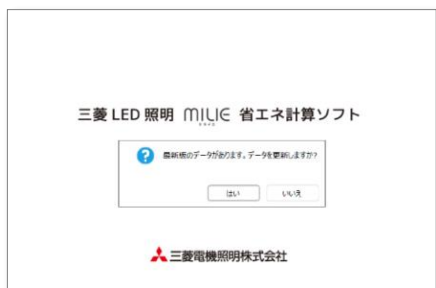 三菱 LED 照明 MILIE 省エネ計算ソフト
最新版のデータがあります。データを更新しますか?
はい いいえ
三菱電機照明株式会社